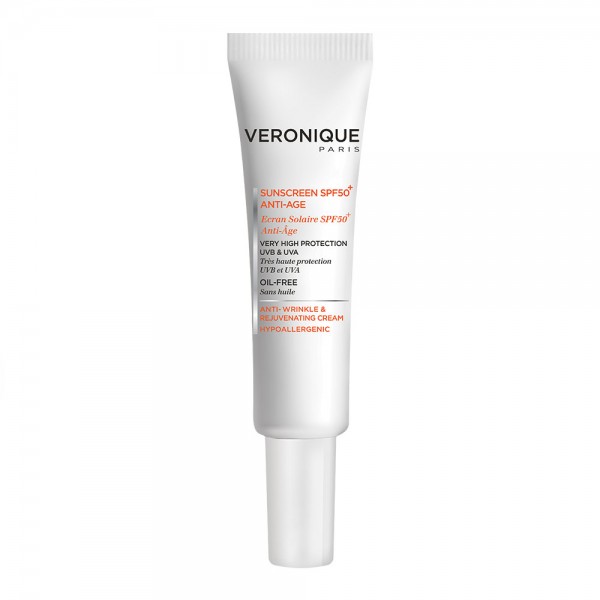 VERONIQUE
PARIS
SUNSCREEN SPF50+
ANTI-AGE
Ecran Solaire SPF50+
Anti-Âge
VERY HIGH PROTECTION
UVB & UVA
Très haute protection
UVB et UVA
OIL-FREE
Sans huile
ANTI- WRINKLE &
REJUVENATING CREAM
HYPOALLERGENIC